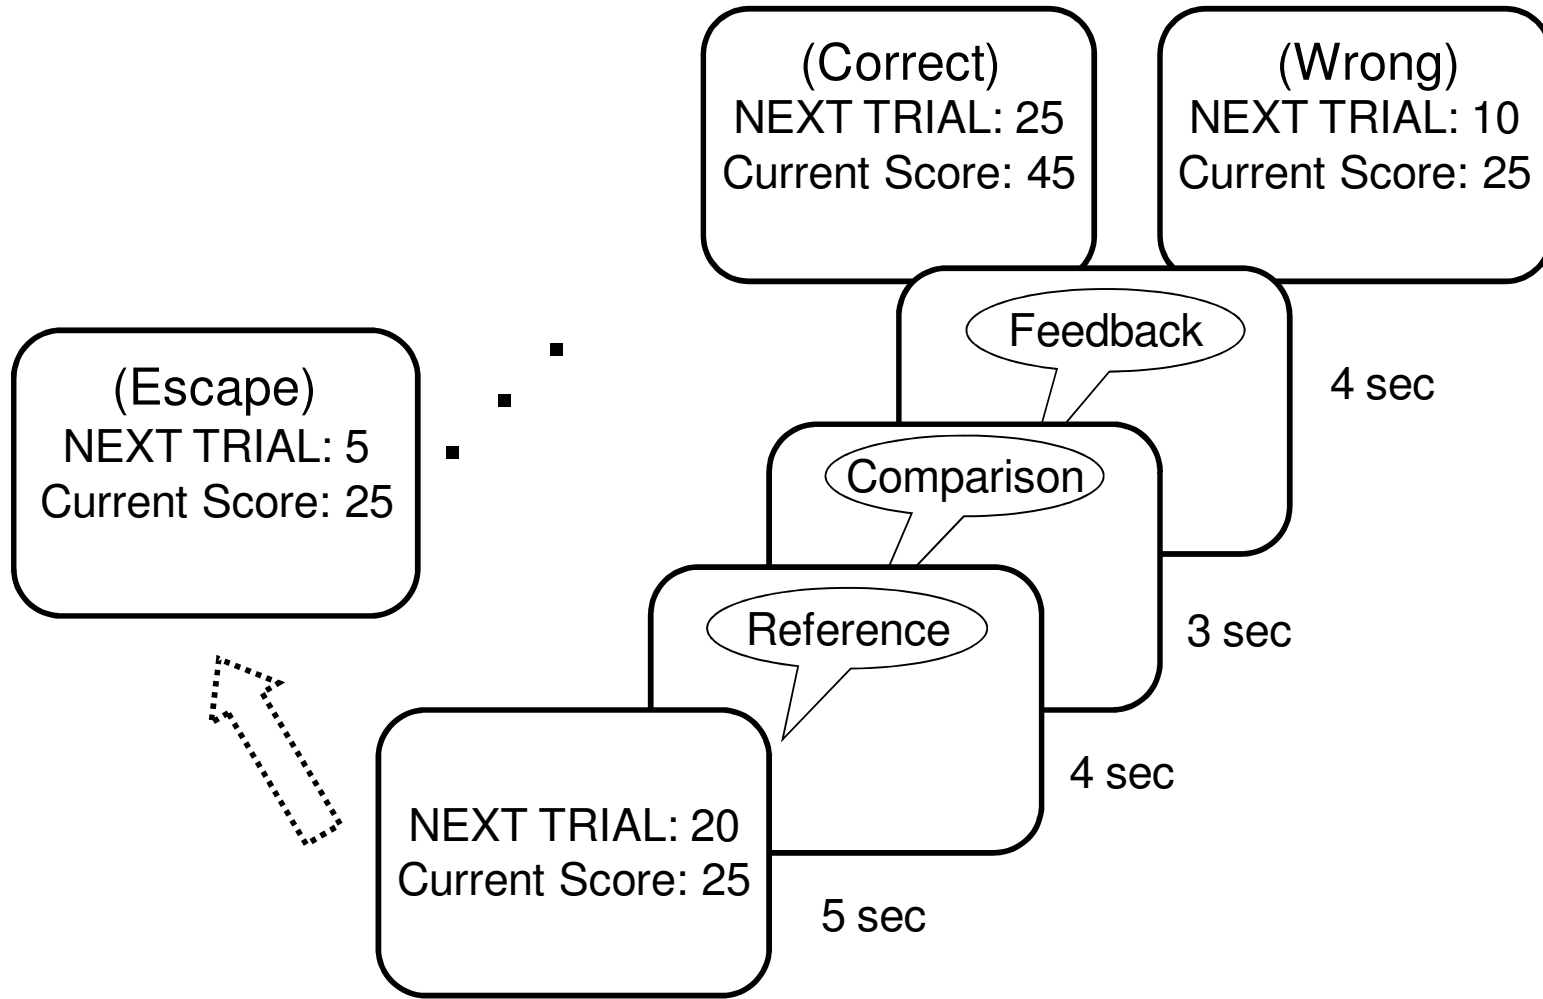 (Correct)
NEXT TRIAL: 25
Current Score: 45
(Wrong)
NEXT TRIAL: 10
Current Score: 25
Feedback
4 sec
(Escape)
NEXT TRIAL: 5
Current Score: 25
Comparison
3 sec
Reference
4 sec
NEXT TRIAL: 20
Current Score: 25
5 sec